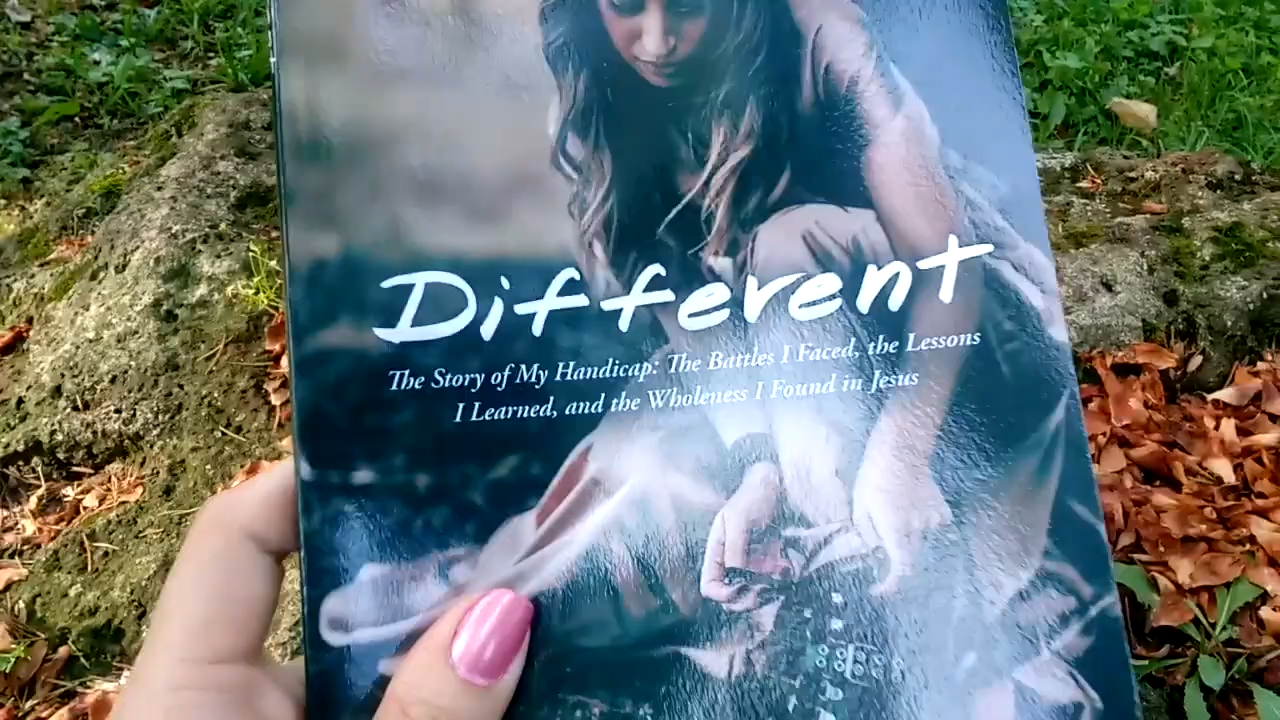 Different
The Story of My Handicap: The Battles I Faced, the Lessons
I Learned, and the Wholeness I Found in Jesus